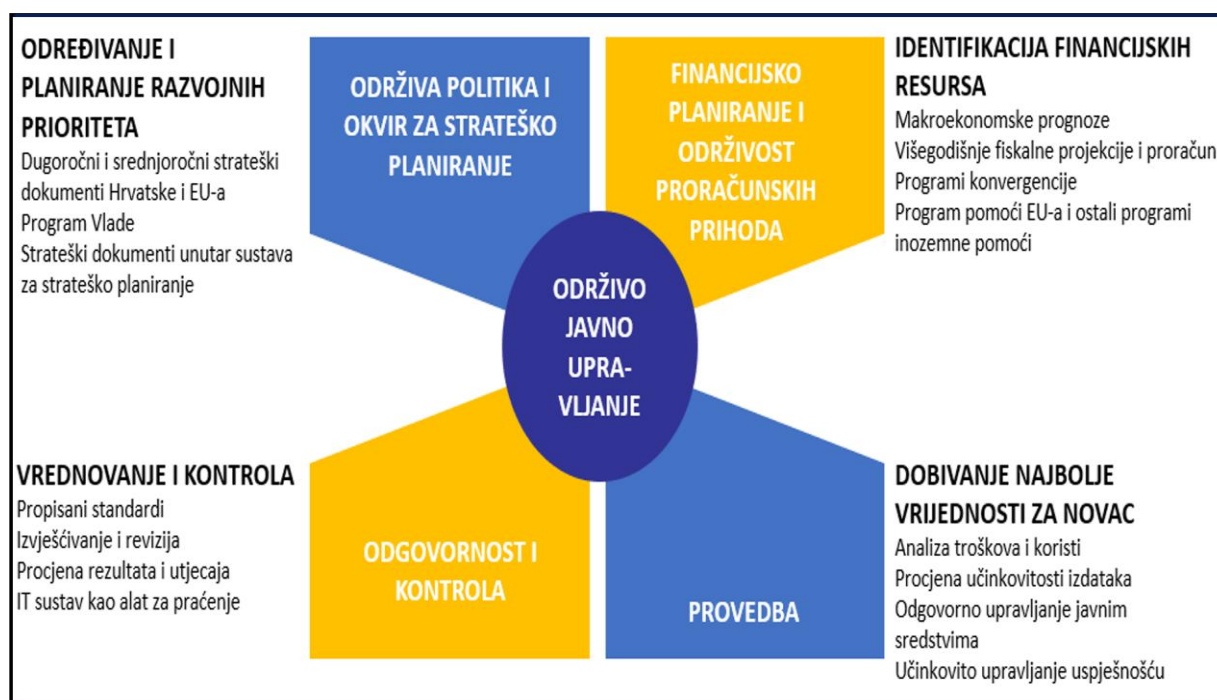 ODREĐIVANJE I
PLANIRANJE RAZVOJNIH
PRIORITETA
Dugoročni i srednjoročni strateški
dokumenti Hrvatske i EU-a
Program Vlade
Strateški dokumenti unutar sustava
za strateško planiranje
ODRŽIVA POLITIKA I
OKVIR ZA STRATEŠKO
PLANIRANJE
FINANCIJSKO
PLANIRANJE I
ODRŽIVOST
PRORAČUNSKIH
PRIHODA
IDENTIFIKACIJA FINANCIJSKIH
RESURSA
Makroekonomske prognoze
Višegodišnje fiskalne projekcije i proračun
Programi konvergencije
Program pomoći EU-a i ostali programi
inozemne pomoći
ODRŽIVO
JAVNO
UPRA-
VLJANJE
VREDNOVANJE I KONTROLA
Propisani standardi
Izvješćivanje i revizija
Procjena rezultata i utjecaja
IT sustav kao alat za praćenje
ODGOVORNOST I
KONTROLA
PROVEDBA
DOBIVANJE NAJBOLJE
VRIJEDNOSTI ZA NOVAC
Analiza troškova i koristi
Procjena učinkovitosti izdataka
Odgovorno upravljanje javnim
sredstvima
Učinkovito upravljanje uspješnošću